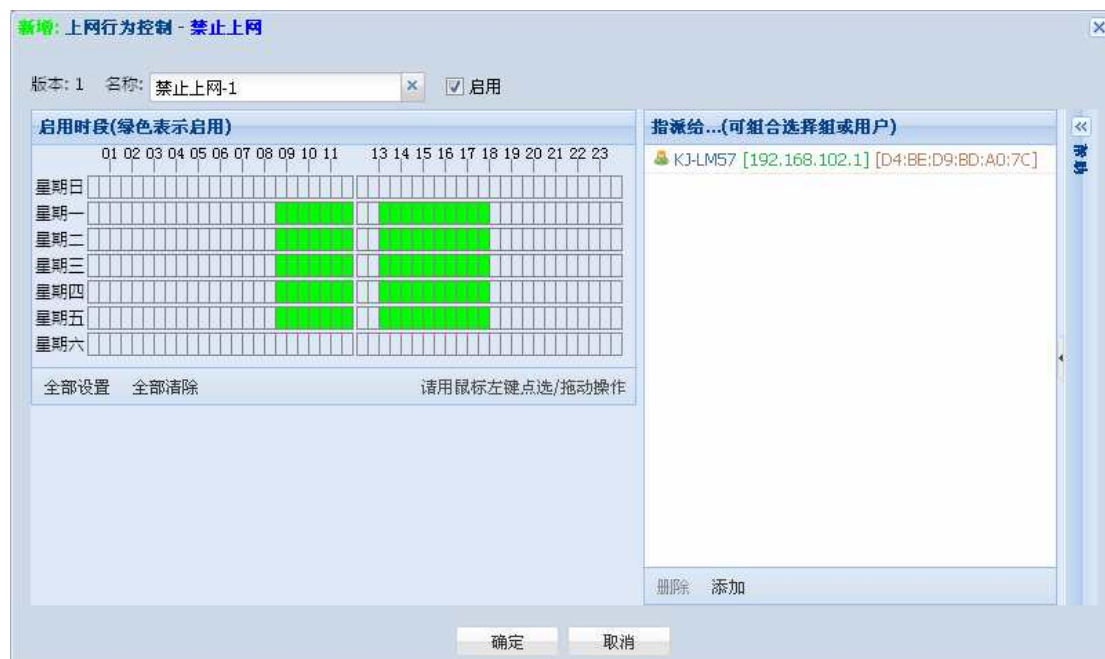 新增: 上网行为控制 - 禁止上网
版本: 1 名称: 禁止上网-1 启用
启用时段(绿色表示启用)
01 02 03 04 05 06 07 08 09 10 11 13 14 15 16 17 18 19 20 21 22 23
星期日
星期一
星期二
星期三
星期四
星期五
星期六
全部设置 全部清除 请用鼠标左键点选/拖动操作
指派给...(可组合选择组或用户)
KJ-LM57 [192.168.102.1] [D4:BE:D9:BD:A0:7C]
删除 添加
帮助
确定 取消